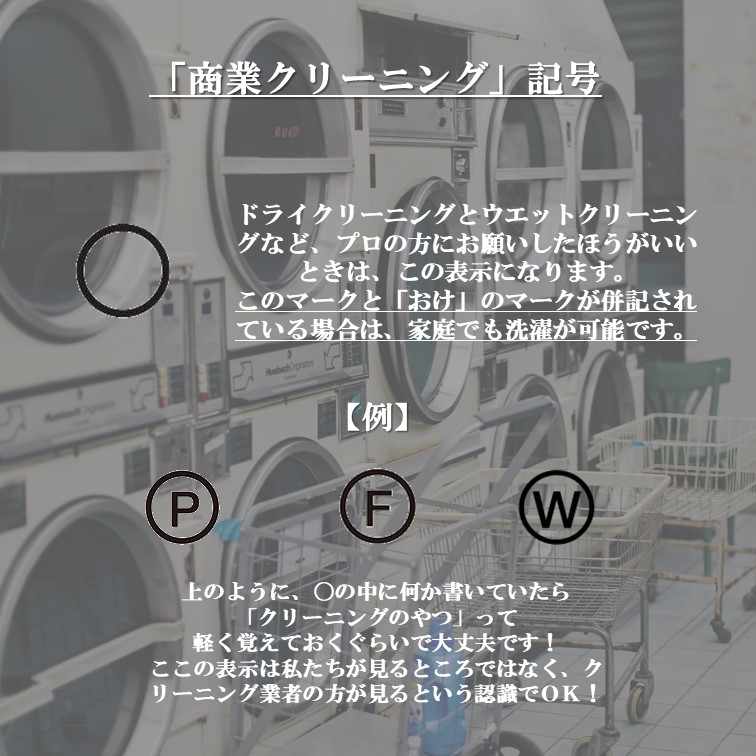 「商業クリーニング」記号
ドライクリーニングとウエットクリーニン
グなど、プロの方にお願いしたほうがいい
ときは、この表示になります。
このマークと「おけ」のマークが併記され
ている場合は、家庭でも洗濯が可能です。
【例】
P F W
上のように、〇の中に何か書いていたら
「クリーニングのやつ」って
軽く覚えておくぐらいで大丈夫です！
ここの表示は私たちが見るところではなく、ク
リーニング業者の方が見るという認識でＯＫ！